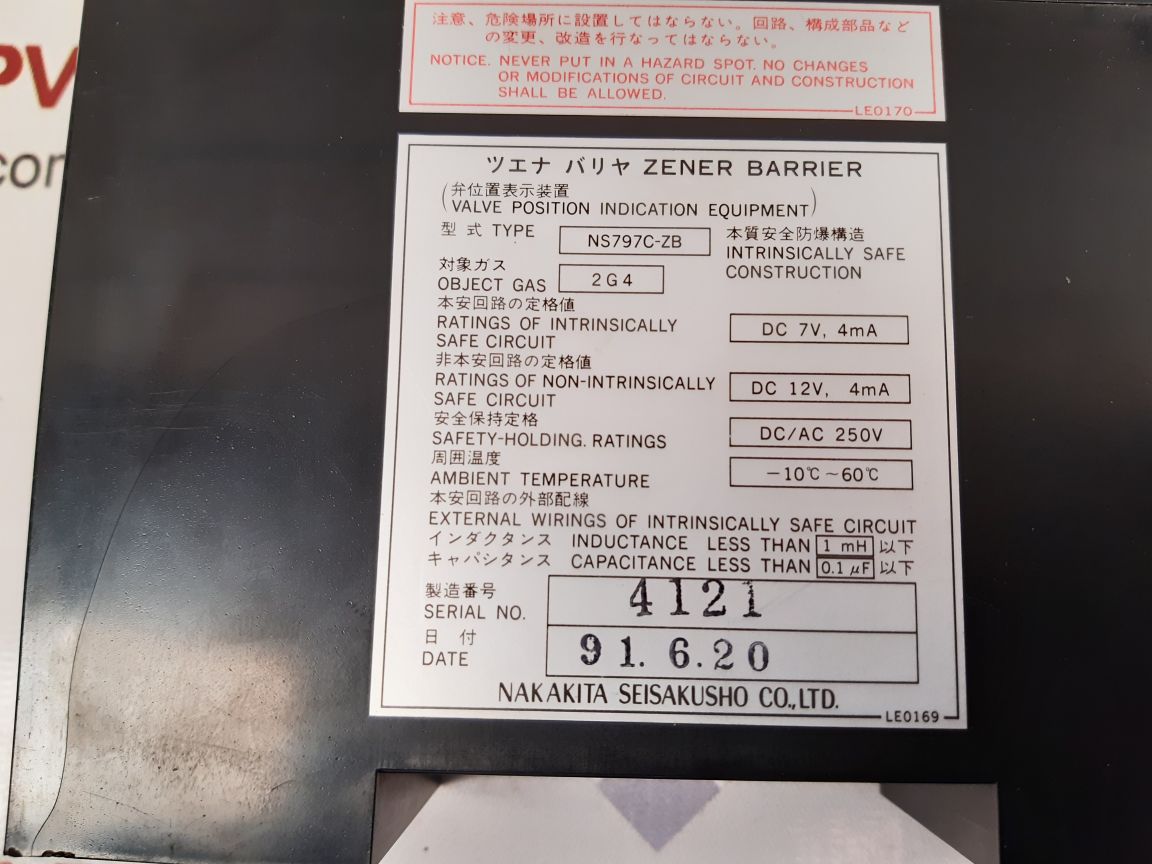 PV
con
注意、危険場所に設置してはならない。回路、構成部品など
の変更、改造を行なってはならない。
NOTICE. NEVER PUT IN A HAZARD SPOT. NO CHANGES
OR MODIFICATIONS OF CIRCUIT AND CONSTRUCTION
SHALL BE ALLOWED.
LE0170
ツエナ バリヤ ZENER BARRIER
(弁位置表示装置
VALVE POSITION INDICATION EQUIPMENT)
型式 TYPE NS797C-ZB 本質安全防爆構造
INTRINSICALLY SAFE
CONSTRUCTION
対象ガス
OBJECT GAS 2G4
本安回路の定格値
RATINGS OF INTRINSICALLY
SAFE CIRCUIT DC 7V, 4mA
非本安回路の定格値
RATINGS OF NON-INTRINSICALLY
SAFE CIRCUIT DC 12V, 4mA
安全保持定格
SAFETY-HOLDING. RATINGS DC/AC 250V
周囲温度
AMBIENT TEMPERATURE −10℃~60℃
本安回路の外部配線
EXTERNAL WIRINGS OF INTRINSICALLY SAFE CIRCUIT
インダクタンス INDUCTANCE LESS THAN 1 mH 以下
キャパシタンス CAPACITANCE LESS THAN 0.1 μF 以下
製造番号
SERIAL NO. 4121
日付
DATE 91. 6.20
NAKAKITA SEISAKUSHO CO.,LTD.
LE0169